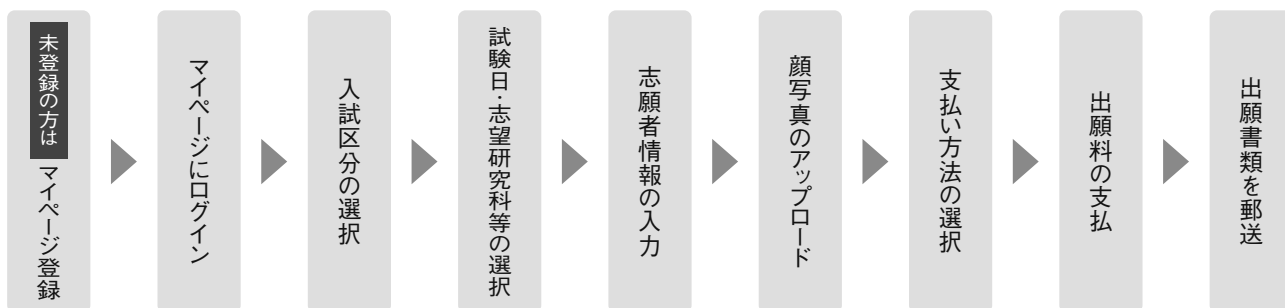 未登録の方は
マイページ登録
マイページにログイン
入試区分の選択
試験日・志望研究科等の選択
志願者情報の入力
顔写真のアップロード
支払い方法の選択
出願料の支払
出願書類を郵送